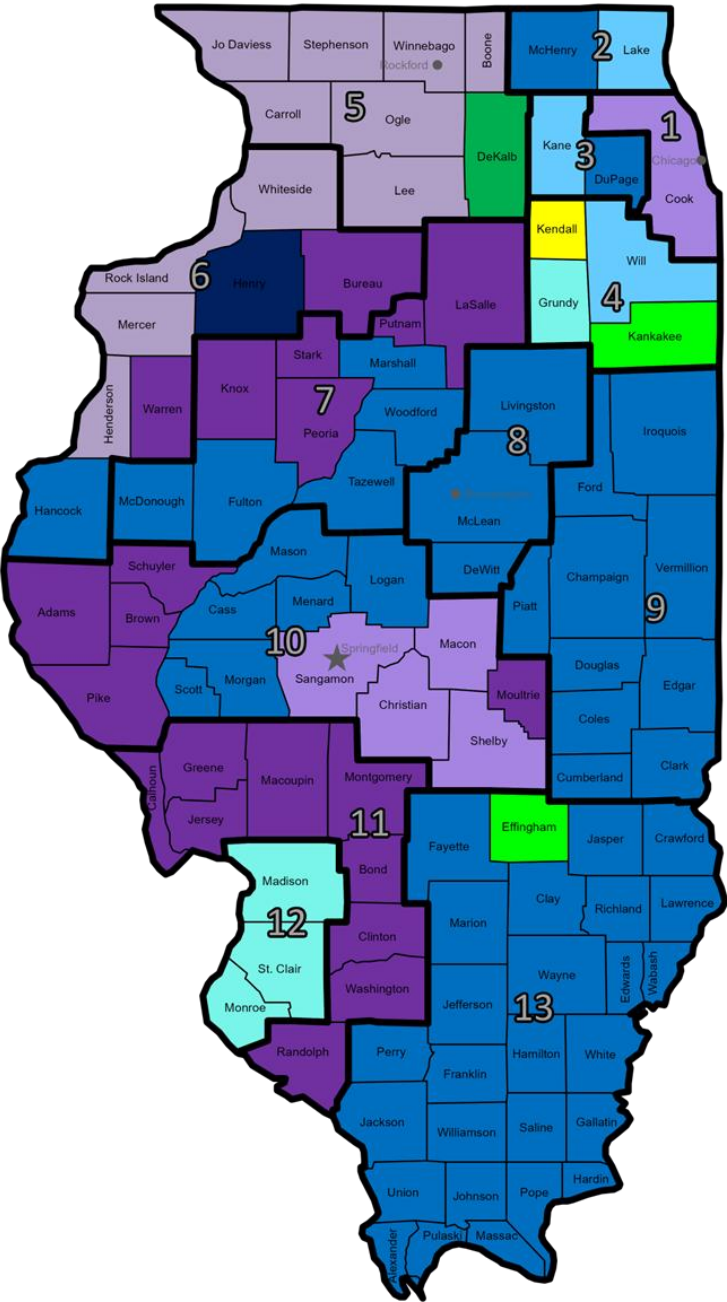 Jo Daviess
Stephenson
Winnebago
Boone
McHenry
2
Lake
Rockford
Carroll
5
Ogle
DeKalb
Kane
3
DuPage
1
Chicago
Cook
Whiteside
Lee
Kendall
Will
Rock Island
6
Henry
Bureau
LaSalle
Grundy
4
Mercer
Putnam
Kankakee
Stark
Marshall
Henderson
Warren
Knox
7
Peoria
Woodford
Livingston
8
Iroquois
Hancock
McDonough
Fulton
Tazewell
McLean
Ford
Schuyler
Mason
Logan
DeWitt
Champaign
Vermillion
Adams
Brown
Cass
Menard
Piatt
9
10
Springfield
Macon
Sangamon
Pike
Scott
Morgan
Christian
Moultrie
Douglas
Edgar
Coles
Shelby
Calhoun
Greene
Macoupin
Montgomery
Cumberland
Clark
Jersey
11
Effingham
Fayette
Jasper
Crawford
Madison
Bond
12
Clay
Richland
Lawrence
Marion
Clinton
St. Clair
Wayne
Edwards
Wabash
Washington
Monroe
Jefferson
13
Randolph
Perry
Hamilton
White
Franklin
Jackson
Williamson
Saline
Gallatin
Union
Johnson
Pope
Hardin
Alexander
Pulaski
Massac